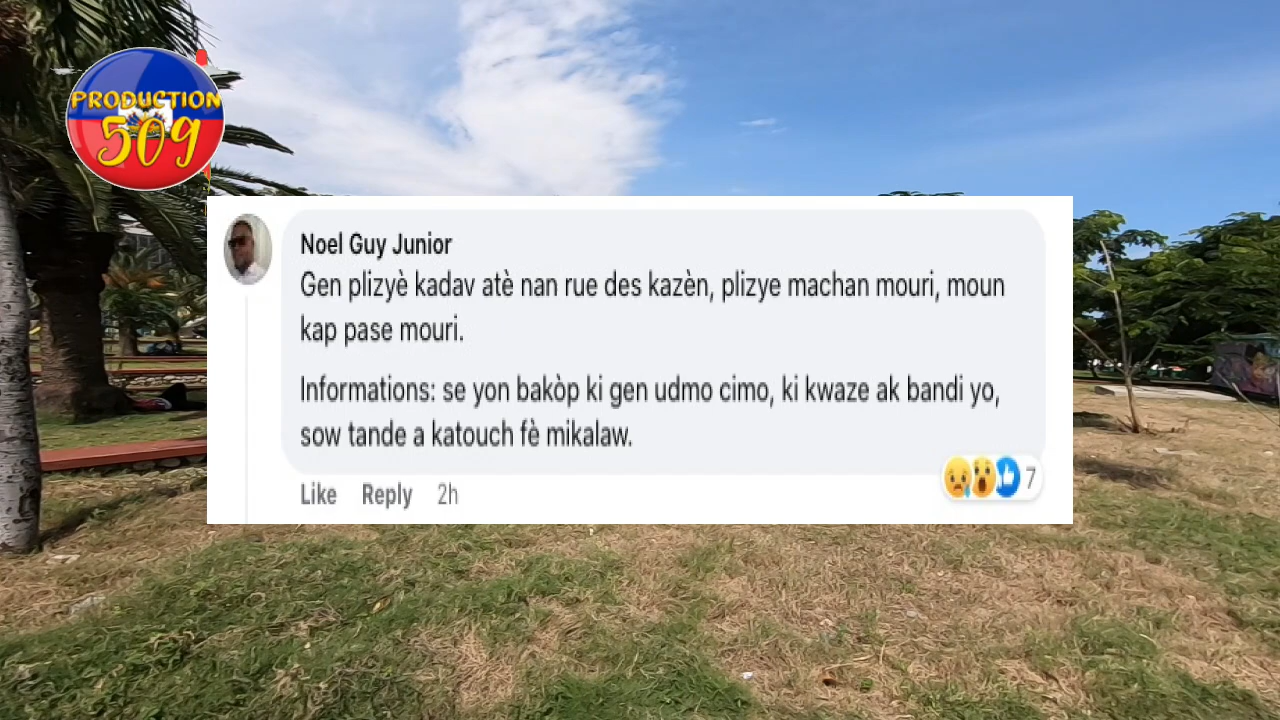 PRODUCTION
509
Noel Guy Junior
Gen plizyè kadav atè nan rue des kazèn, plizye machan mouri, moun
kap pase mouri.
Informations: se yon bakòp ki gen udmo cimo, ki kwaze ak bandi yo,
sow tande a katouch fè mikalaw.
Like Reply 2h
7